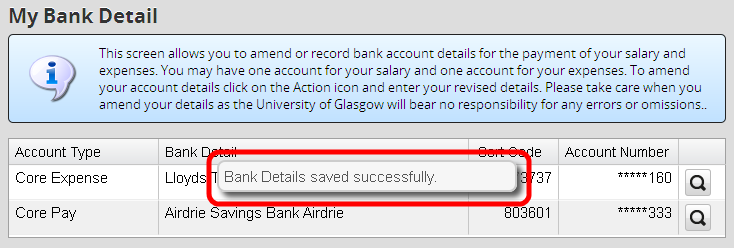 My Bank Detail
This screen allows you to amend or record bank account details for the payment of your salary and
expenses. You may have one account for your salary and one account for your expenses. To amend
your account details click on the Action icon and enter your revised details. Please take care when you
amend your details as the University of Glasgow will bear no responsibility for any errors or omissions..
Account Type Bank Detail Sort Code Account Number
Core Expense Lloyds 3737 *****160
Bank Details saved successfully.
Core Pay Airdrie Savings Bank Airdrie 803601 *****333